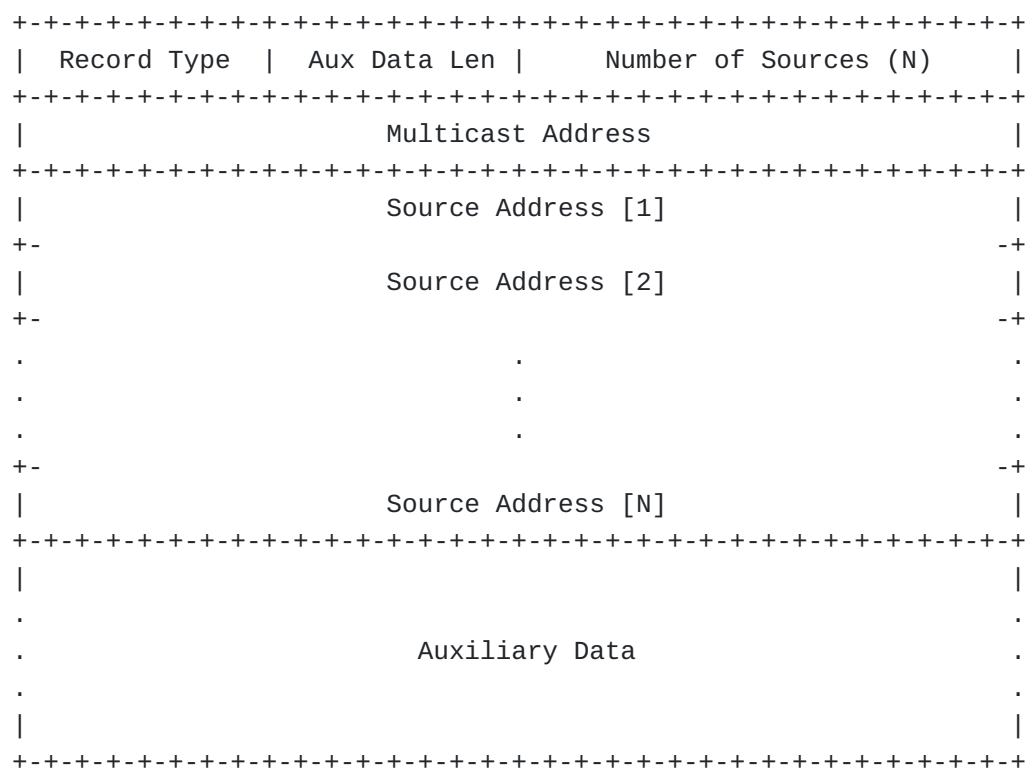 +-+-+-+-+-+-+-+-+-+-+-+-+-+-+-+-+-+-+-+-+-+-+-+-+-+-+-+-+-+-+-+-+
|  Record Type  |  Aux Data Len |     Number of Sources (N)     |
+-+-+-+-+-+-+-+-+-+-+-+-+-+-+-+-+-+-+-+-+-+-+-+-+-+-+-+-+-+-+-+-+
|                       Multicast Address                       |
+-+-+-+-+-+-+-+-+-+-+-+-+-+-+-+-+-+-+-+-+-+-+-+-+-+-+-+-+-+-+-+-+
|                       Source Address [1]                      |
+-                                                             -+
|                       Source Address [2]                      |
+-                                                             -+
.                               .                               .
.                               .                               .
.                               .                               .
+-                                                             -+
|                       Source Address [N]                      |
+-+-+-+-+-+-+-+-+-+-+-+-+-+-+-+-+-+-+-+-+-+-+-+-+-+-+-+-+-+-+-+-+
|                                                               |
.                                                               .
.                         Auxiliary Data                        .
.                                                               .
|                                                               |
+-+-+-+-+-+-+-+-+-+-+-+-+-+-+-+-+-+-+-+-+-+-+-+-+-+-+-+-+-+-+-+-+